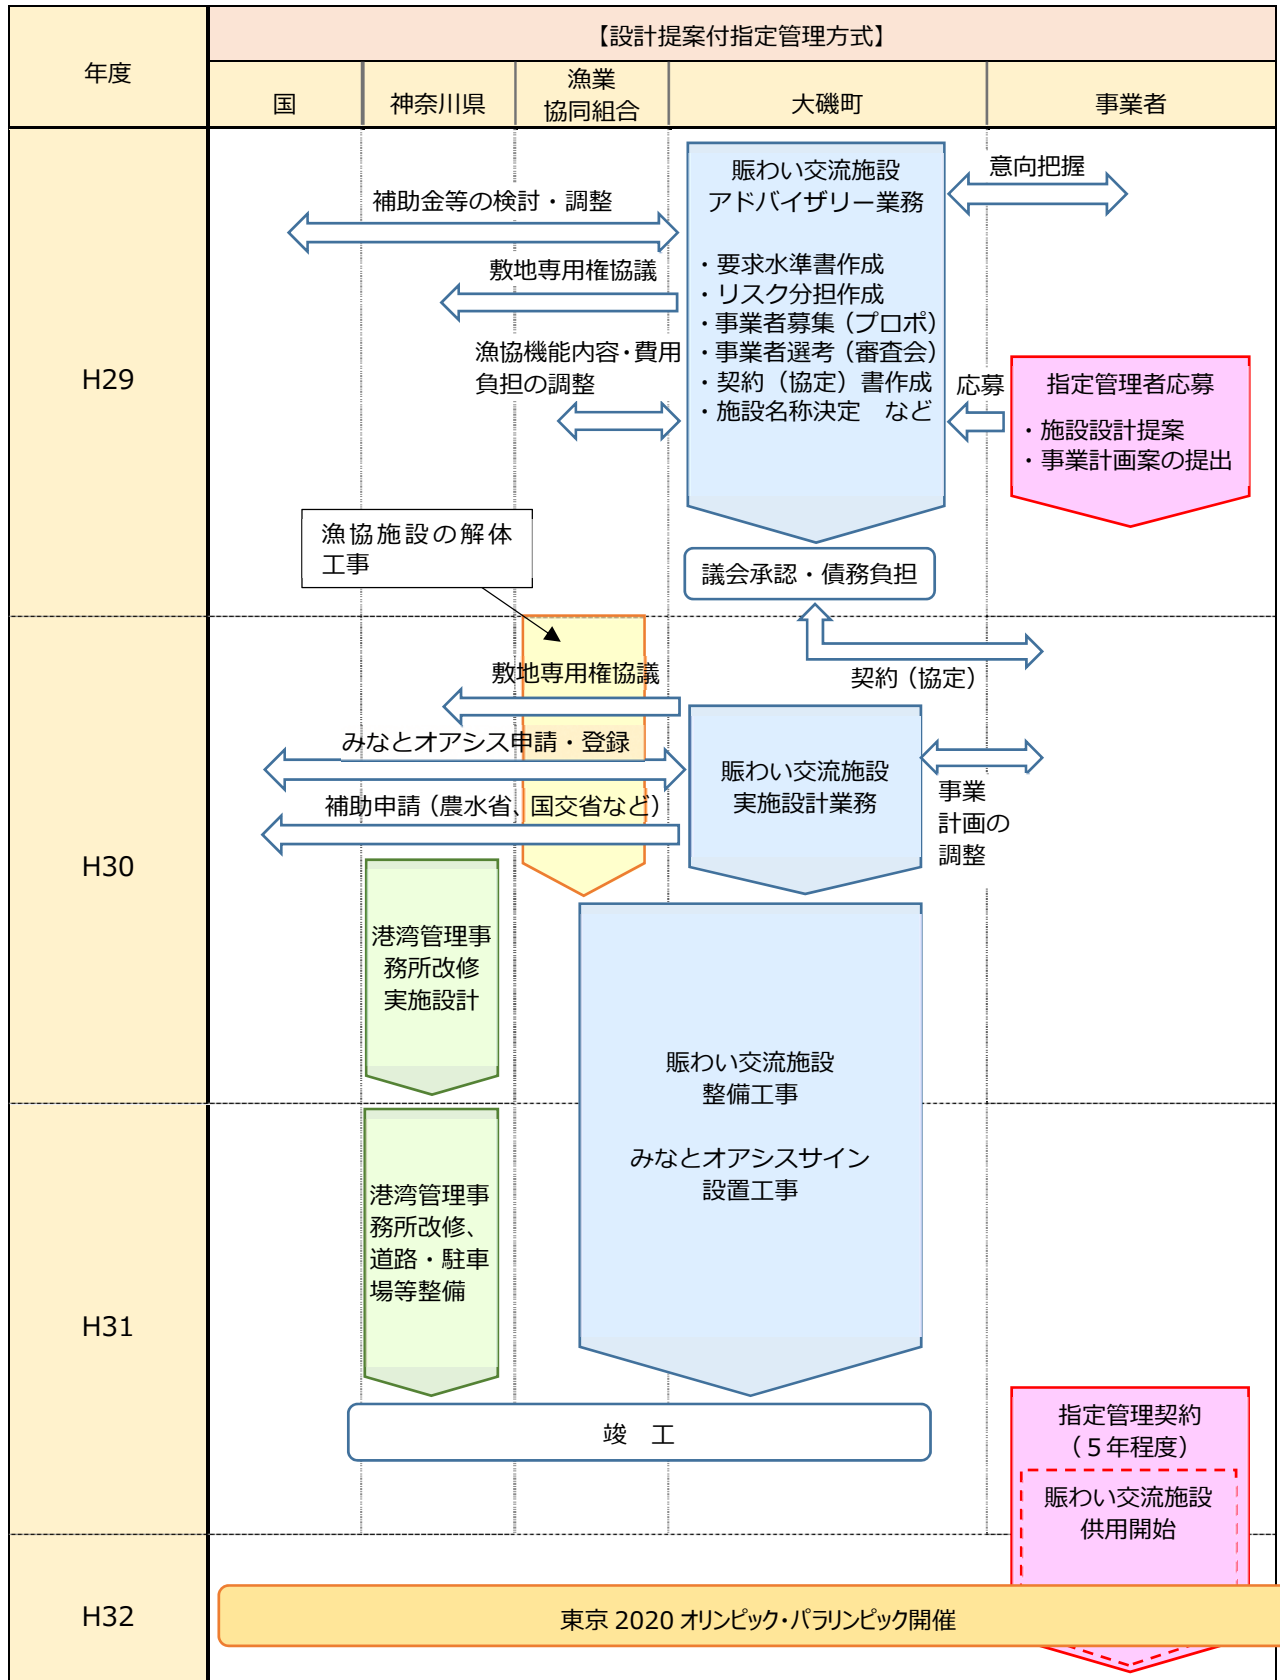 年度
【設計提案付指定管理方式】
国
神奈川県
漁業
協同組合
大磯町
事業者
H29
賑わい交流施設
アドバイザリー業務
・要求水準書作成
・リスク分担作成
・事業者募集（プロポ）
・事業者選考（審査会）
・契約（協定）書作成
・施設名称決定　など
意向把握
補助金等の検討・調整
敷地専用権協議
漁協機能内容・費用
負担の調整
応募
指定管理者応募
・施設設計提案
・事業計画案の提出
漁協施設の解体
工事
議会承認・債務負担
契約（協定）
H30
敷地専用権協議
みなとオアシス申請・登録
補助申請（農水省、国交省など）
賑わい交流施設
実施設計業務
事業
計画の
調整
港湾管理事
務所改修
実施設計
賑わい交流施設
整備工事
みなとオアシスサイン
設置工事
H31
港湾管理事
務所改修、
道路・駐車
場等整備
竣　工
指定管理契約
（５年程度）
賑わい交流施設
供用開始
H32
東京 2020 オリンピック・パラリンピック開催